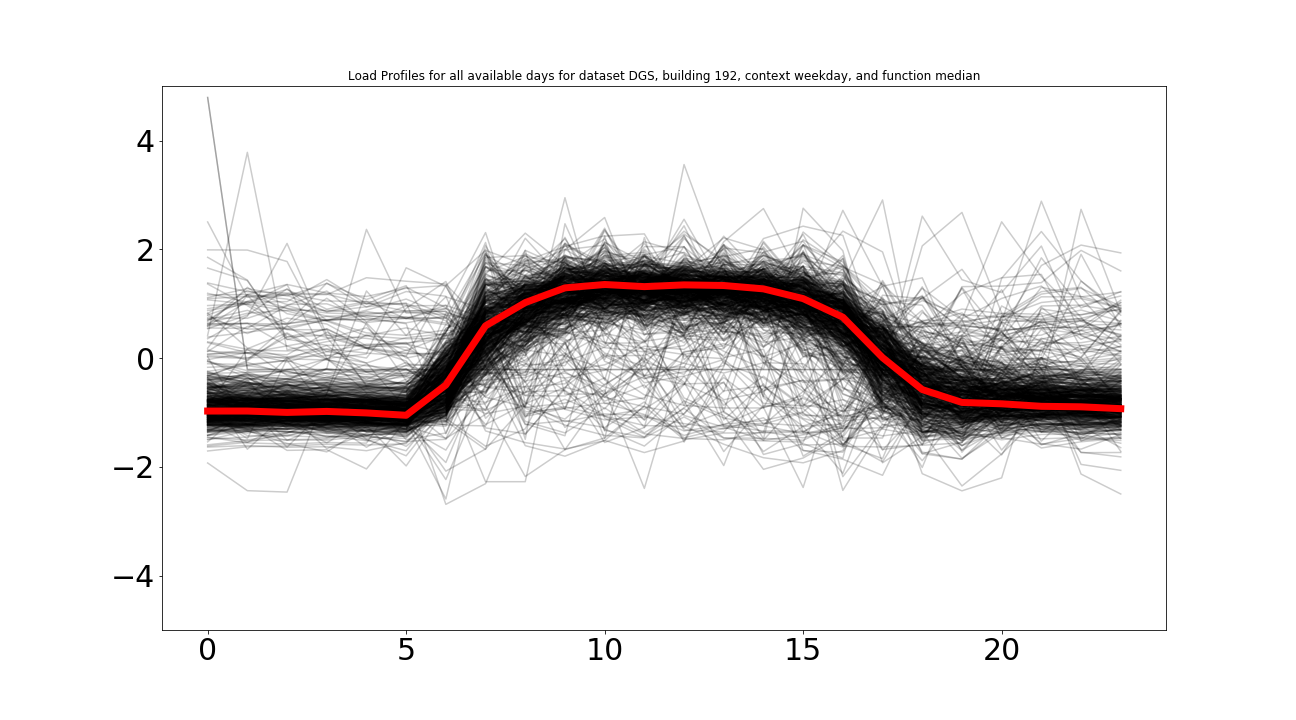 Load Profiles for all available days for dataset DGS, building 192, context weekday, and function median
4
2
0
−2
−4
0 5 10 15 20